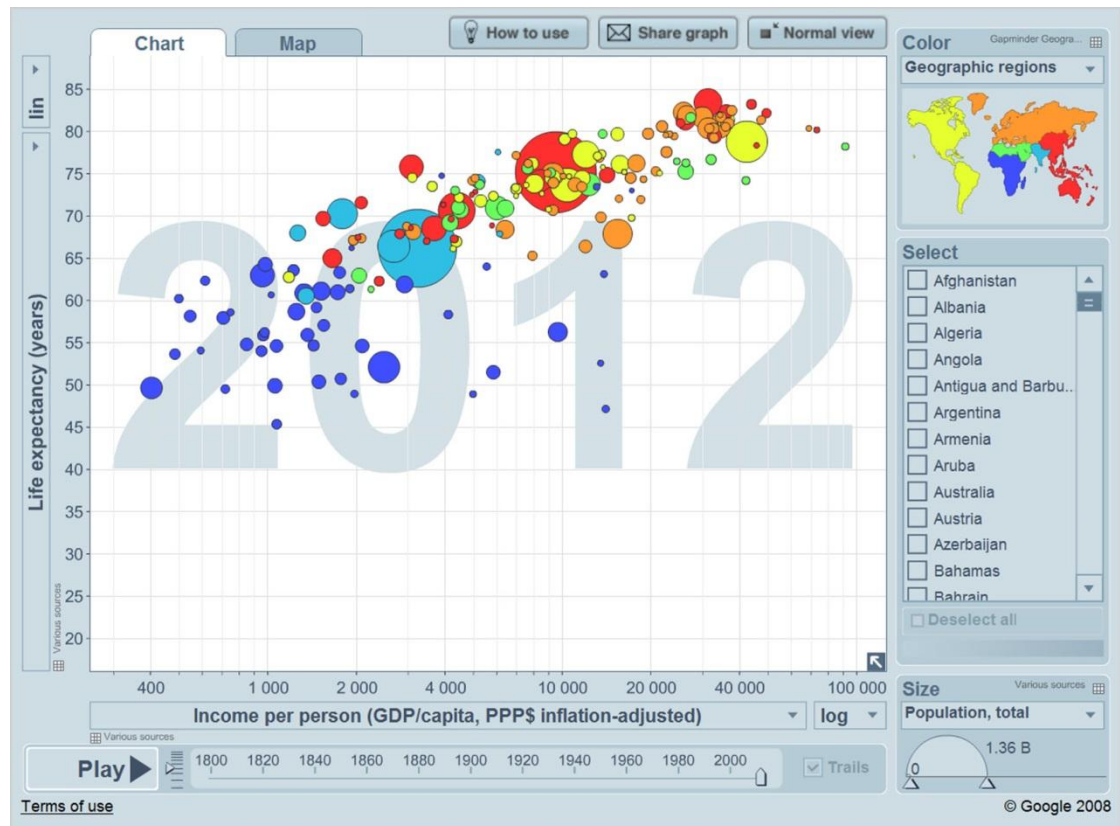 Chart
Map
How to use
Share graph
Normal view
lin
Life expectancy (years)
Various sources
2012
85
80
75
70
65
60
55
50
45
40
35
30
25
20
400
1 000
2 000
4 000
10 000
20 000
40 000
100 000
Income per person (GDP/capita, PPP$ inflation-adjusted)
log
Various sources
Play
1800
1820
1840
1860
1880
1900
1920
1940
1960
1980
2000
Trails
Terms of use
Color
Gapminder Geogra...
Geographic regions
Select
Afghanistan
Albania
Algeria
Angola
Antigua and Barbu...
Argentina
Armenia
Aruba
Australia
Austria
Azerbaijan
Bahamas
Bahrain
Deselect all
Size
Various sources
Population, total
1.36 B
0
© Google 2008